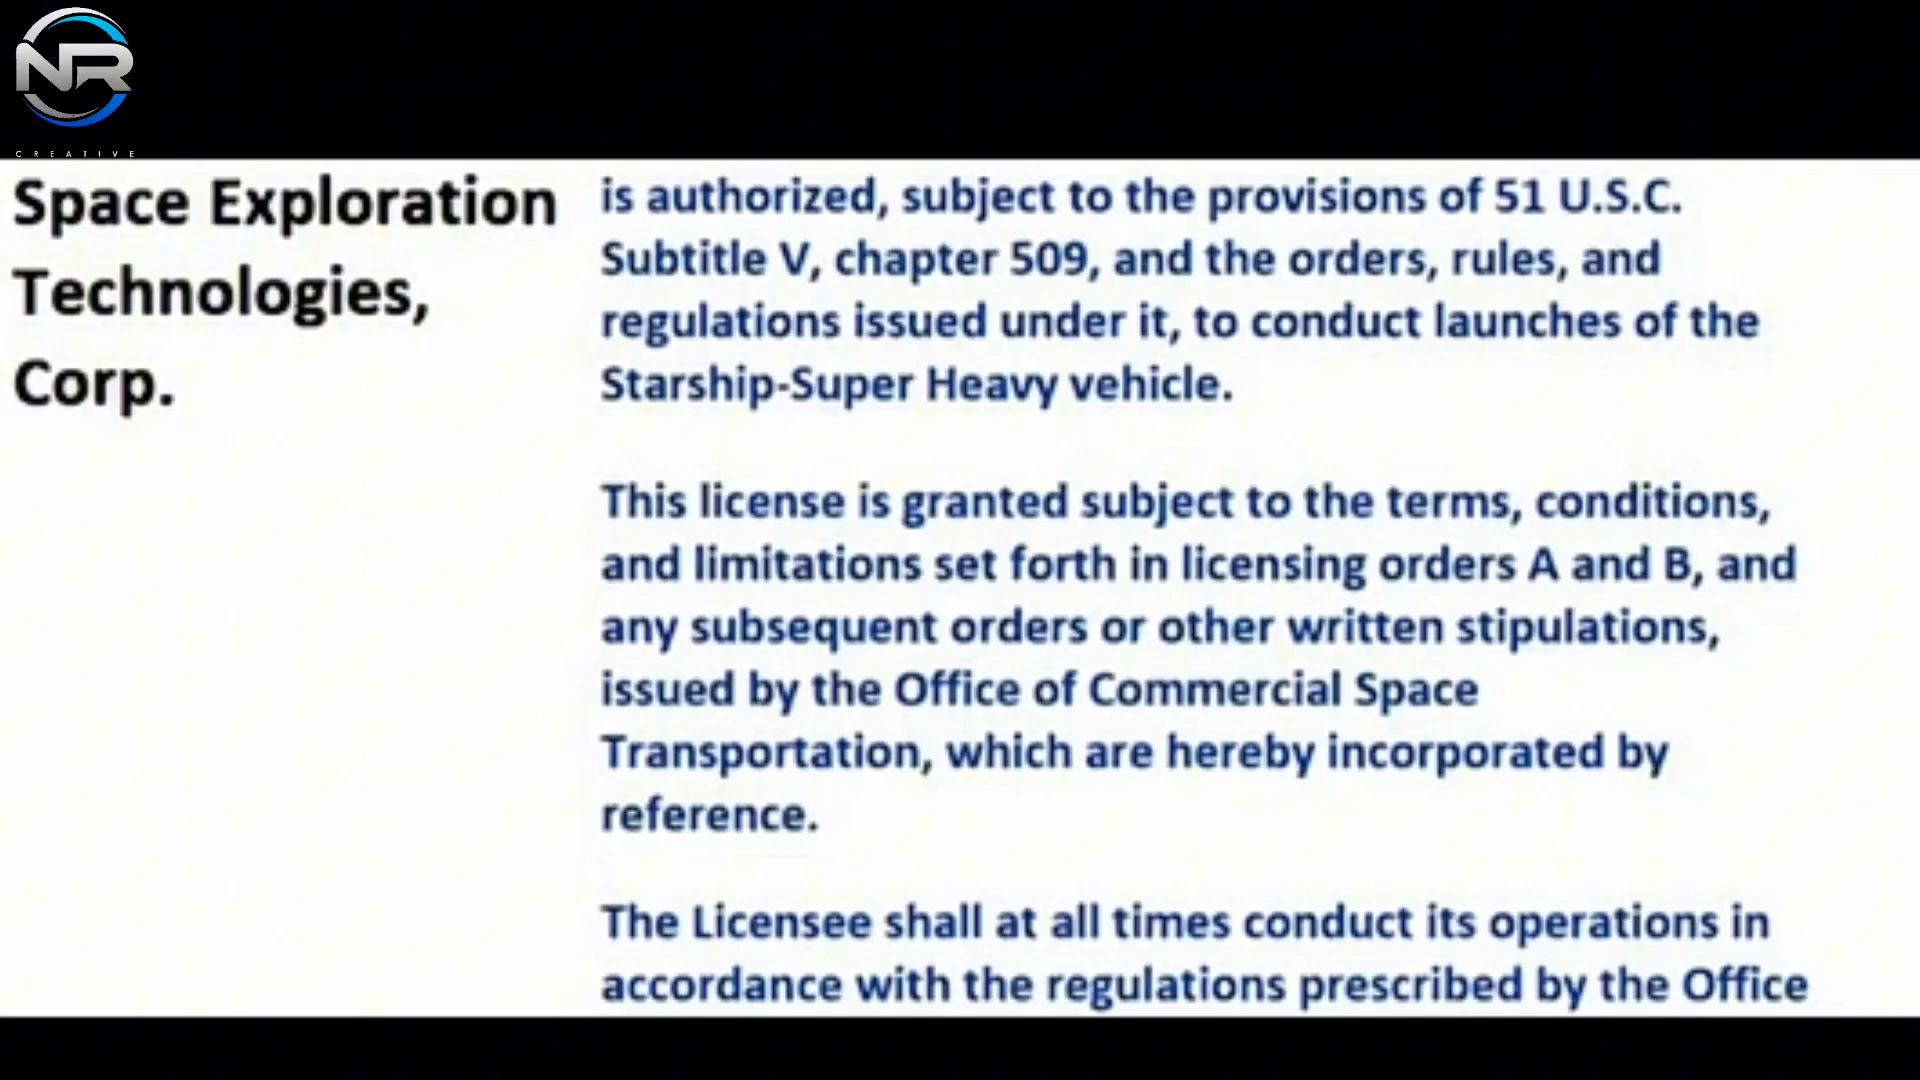 NR
CREATIVE
Space Exploration
Technologies,
Corp.
is authorized, subject to the provisions of 51 U.S.C.
Subtitle V, chapter 509, and the orders, rules, and
regulations issued under it, to conduct launches of the
Starship-Super Heavy vehicle.
This license is granted subject to the terms, conditions,
and limitations set forth in licensing orders A and B, and
any subsequent orders or other written stipulations,
issued by the Office of Commercial Space
Transportation, which are hereby incorporated by
reference.
The Licensee shall at all times conduct its operations in
accordance with the regulations prescribed by the Office